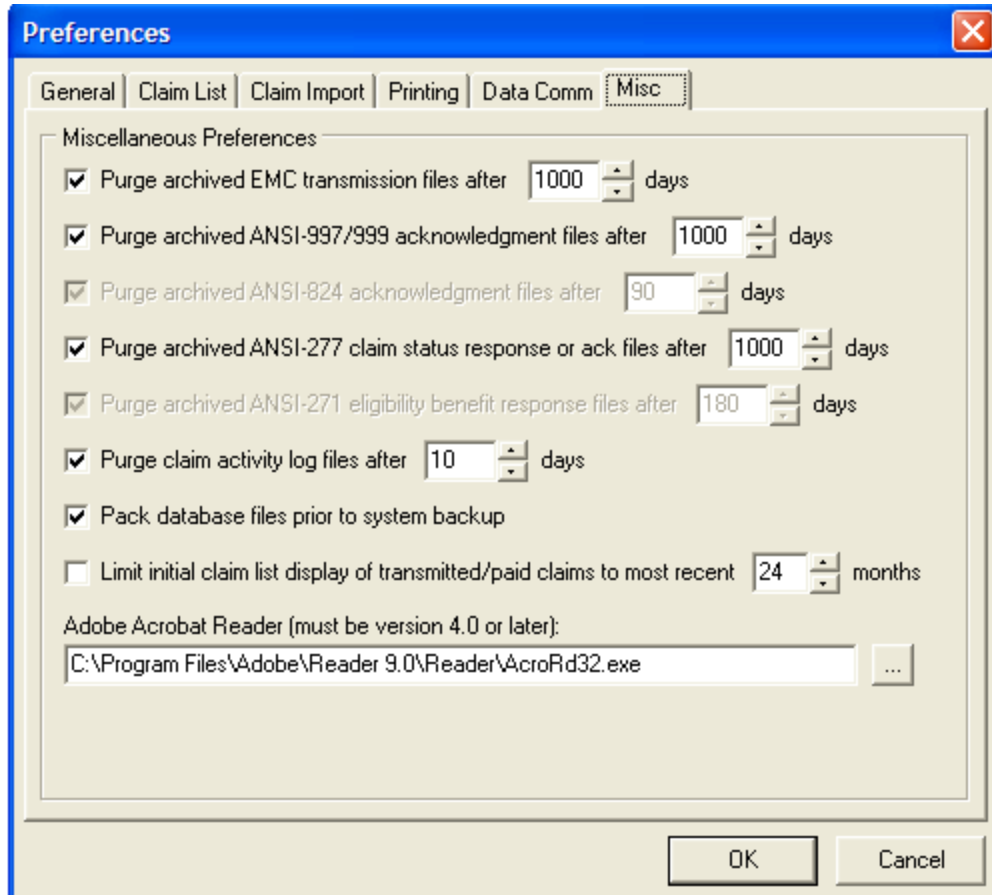 Preferences
General Claim List Claim Import Printing Data Comm Misc
Miscellaneous Preferences
Purge archived EMC transmission files after 1000 days
Purge archived ANSI-997/999 acknowledgment files after 1000 days
Purge archived ANSI-824 acknowledgment files after 90 days
Purge archived ANSI-277 claim status response or ack files after 1000 days
Purge archived ANSI-271 eligibility benefit response files after 180 days
Purge claim activity log files after 10 days
Pack database files prior to system backup
Limit initial claim list display of transmitted/paid claims to most recent 24 months
Adobe Acrobat Reader (must be version 4.0 or later):
C:\Program Files\Adobe\Reader 9.0\Reader\AcroRd32.exe ...
OK Cancel